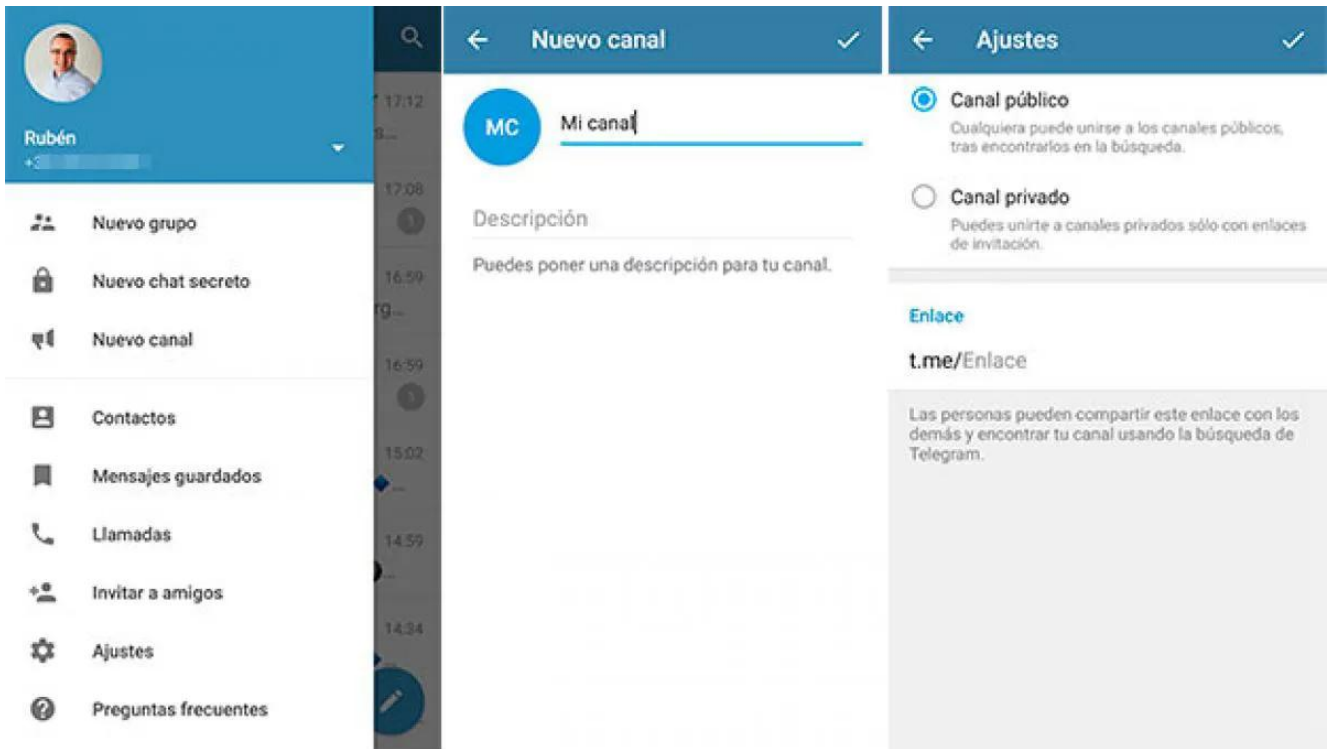 Rubén
Nuevo grupo
Nuevo chat secreto
Nuevo canal
Contactos
Mensajes guardados
Llamadas
Invitar a amigos
Ajustes
Preguntas frecuentes
17:12
s...
17:08
1
16:59
rg...
16:59
1
15:02
...
14:59
...
14:34
Nuevo canal
MC
Mi canal
Descripción
Puedes poner una descripción para tu canal.
Ajustes
Canal público
Cualquiera puede unirse a los canales públicos,
tras encontrarlos en la búsqueda.
Canal privado
Puedes unirte a canales privados sólo con enlaces
de invitación.
Enlace
t.me/Enlace
Las personas pueden compartir este enlace con los
demás y encontrar tu canal usando la búsqueda de
Telegram.